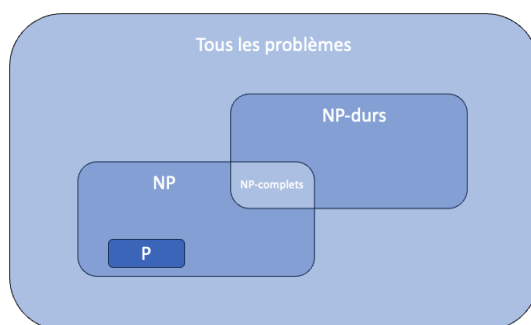 Tous les problèmes
NP-durs
NP
NP-complets
P